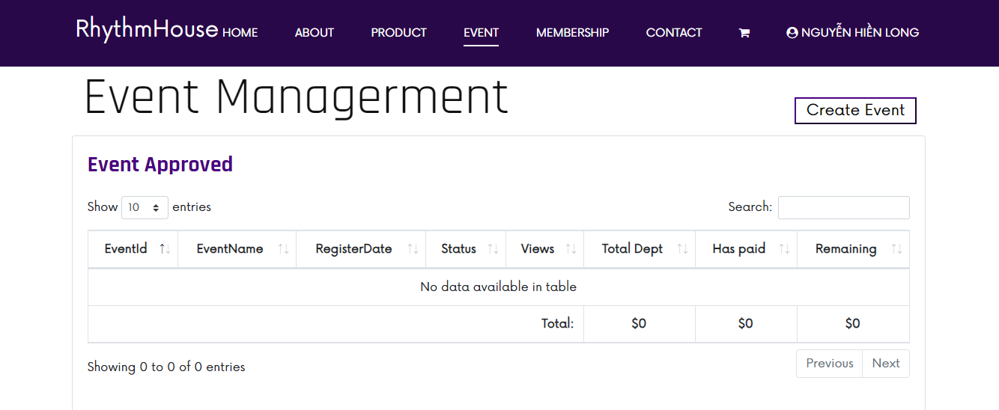 RhythmHouse HOME ABOUT PRODUCT EVENT MEMBERSHIP CONTACT NGUYỄN HIỀN LONG
Event Managerment
Create Event
Event Approved
Show 10 entries Search:
EventId EventName RegisterDate Status Views Total Dept Has paid Remaining
No data available in table
Total: $0 $0 $0
Showing 0 to 0 of 0 entries Previous Next